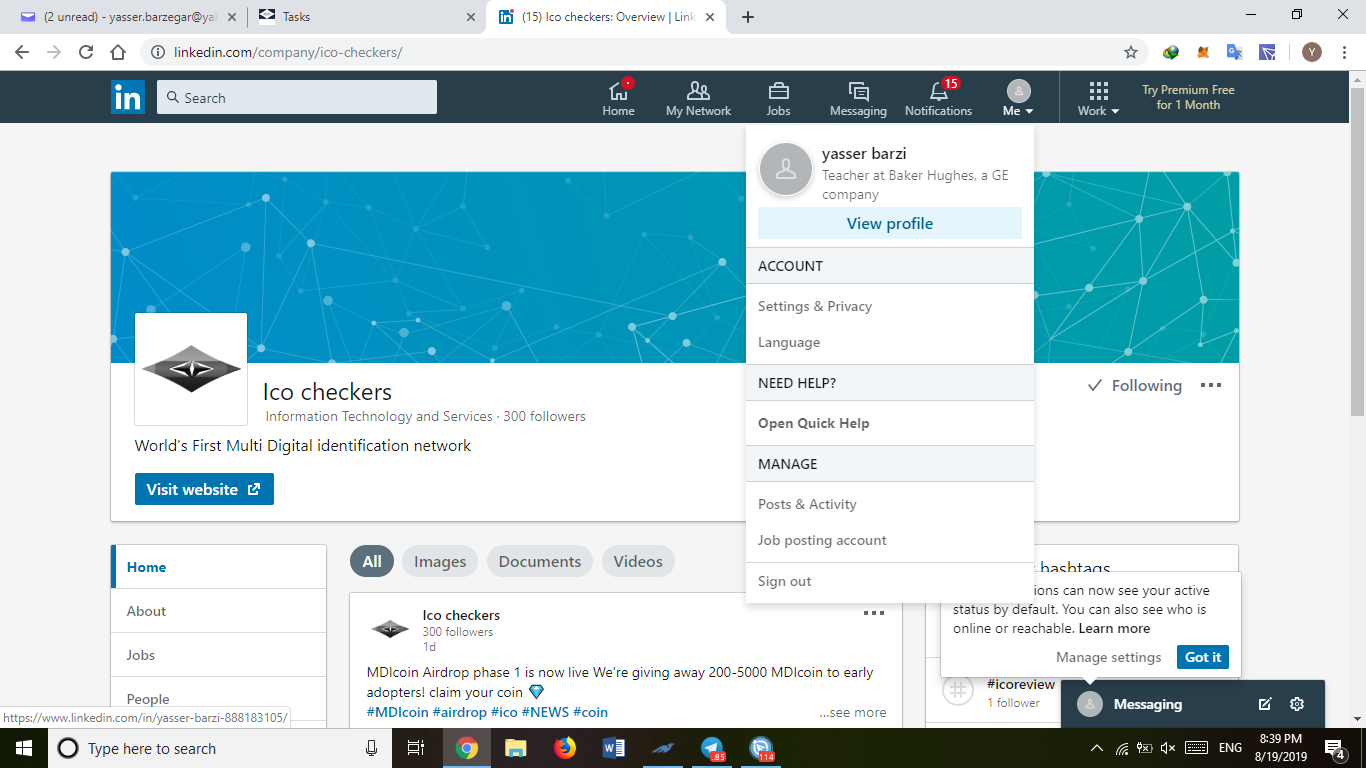 (2 unread) - yasser.barzegar@yah
Tasks
(15) Ico checkers: Overview | Link
linkedin.com/company/ico-checkers/
Y
in
Search
Home
My Network
Jobs
Messaging
15
Notifications
Me
Work
Try Premium Free
for 1 Month
yasser barzi
Teacher at Baker Hughes, a GE
company
View profile
ACCOUNT
Settings & Privacy
Language
NEED HELP?
Open Quick Help
MANAGE
Posts & Activity
Job posting account
Sign out
Ico checkers
Information Technology and Services · 300 followers
World's First Multi Digital identification network
Visit website
Following
Home
About
Jobs
People
All
Images
Documents
Videos
Ico checkers
300 followers
1d
MDIcoin Airdrop phase 1 is now live We're giving away 200-5000 MDIcoin to early
adopters! claim your coin 💎
#MDIcoin #airdrop #ico #NEWS #coin
...see more
hashtags
ions can now see your active
status by default. You can also see who is
online or reachable. Learn more
Manage settings
Got it
#icoreview
1 follower
Messaging
https://www.linkedin.com/in/yasser-barzi-888183105/
Type here to search
85
114
ENG
8:39 PM
8/19/2019
4